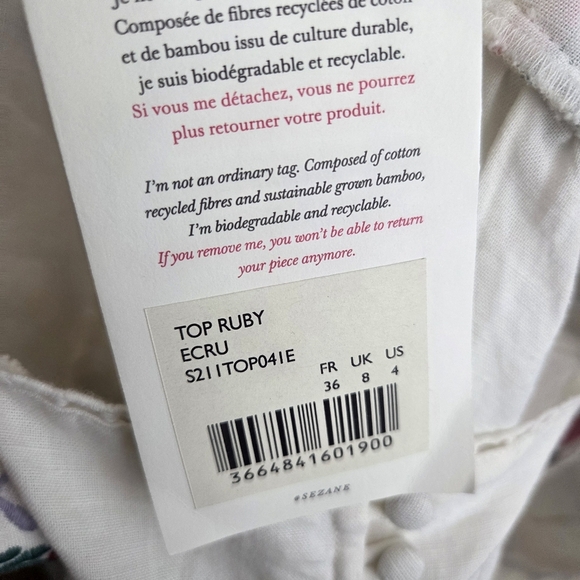 Composée de fibres recyclées de coton
et de bambou issu de culture durable,
je suis biodégradable et recyclable.
Si vous me détachez, vous ne pourrez
plus retourner votre produit.
I'm not an ordinary tag. Composed of cotton
recycled fibres and sustainable grown bamboo,
I'm biodegradable and recyclable.
If you remove me, you won't be able to return
your piece anymore.
TOP RUBY
ECRU
S211TOP041E
FR UK US
36 8 4
3664841601900
#SEZANE